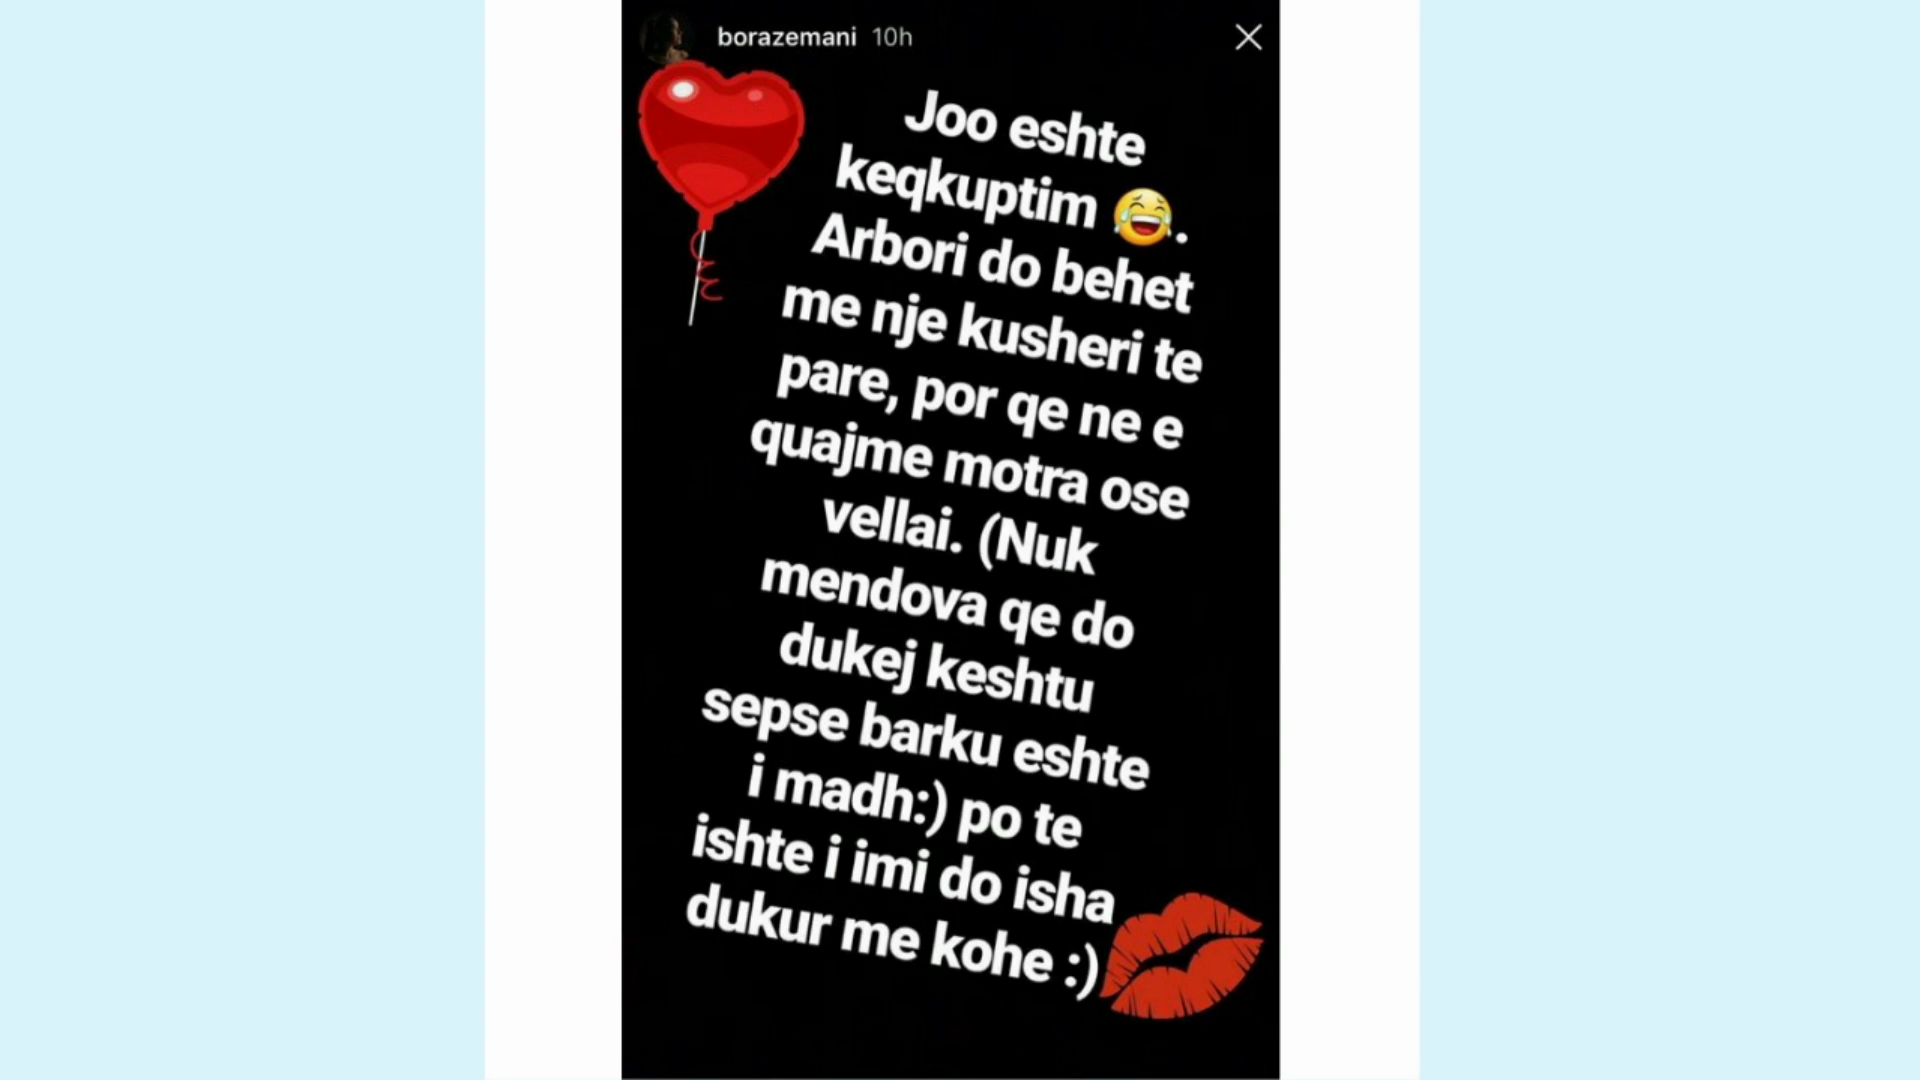 borazemani 10h
Joo eshte
keqkuptim 😂.
Arbori do behet
me nje kusheri te
pare, por qe ne e
quajme motra ose
vellai. (Nuk
mendova qe do
dukej keshtu
sepse barku eshte
i madh:) po te
ishte i imi do isha
dukur me kohe :)